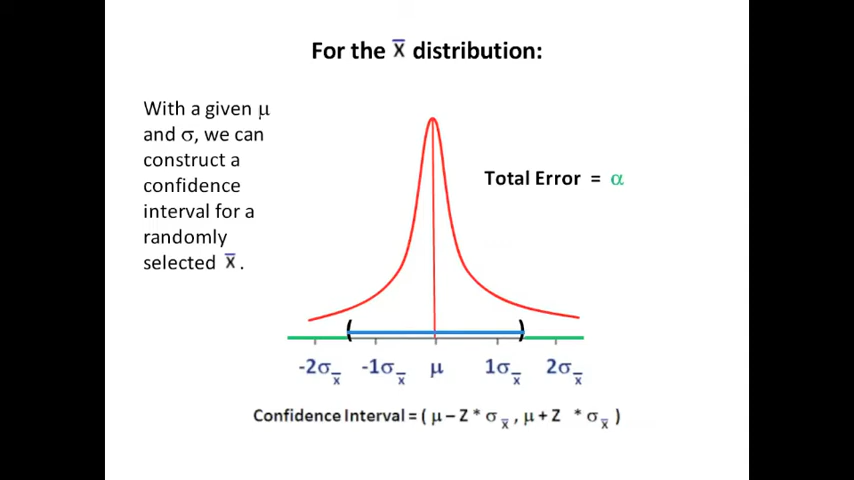 For the x̄ distribution:
With a given μ
and σ, we can
construct a
confidence
interval for a
randomly
selected x̄ .
Total Error = α
( )
-2σx̄ -1σx̄ μ 1σx̄ 2σx̄
Confidence Interval = ( μ – Z * σx̄ , μ + Z * σx̄ )